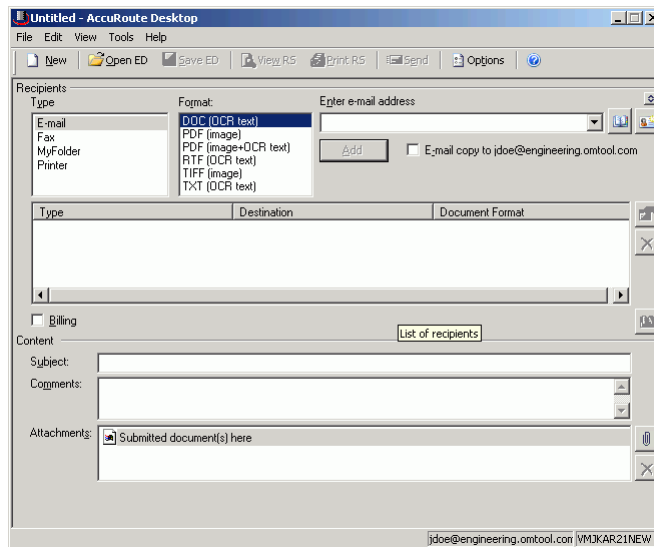 Untitled - AccuRoute Desktop
File Edit View Tools Help
New Open ED Save ED View RS Print RS Send Options
Recipients
Type Format: Enter e-mail address
E-mail
Fax
MyFolder
Printer
DOC (OCR text)
PDF (image)
PDF (image+OCR text)
RTF (OCR text)
TIFF (image)
TXT (OCR text)
Add E-mail copy to jdoe@engineering.omtool.com
Type Destination Document Format
Billing
List of recipients
Content
Subject:
Comments:
Attachments: Submitted document(s) here
jdoe@engineering.omtool.com VMJKAR21NEW